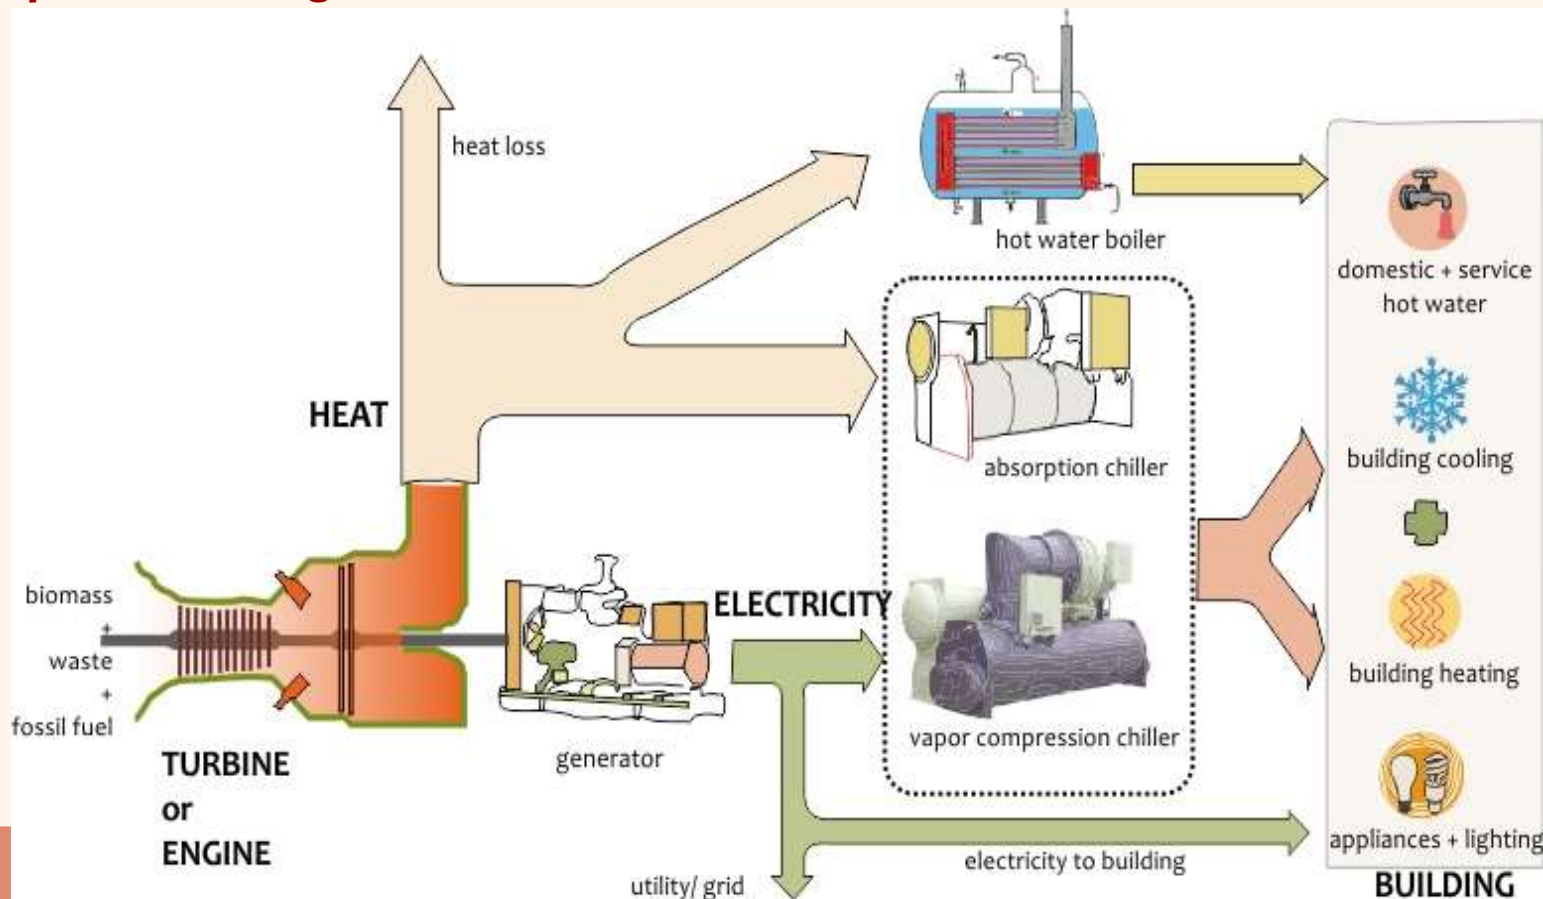 heat loss
hot water boiler
domestic + service
hot water
HEAT
absorption chiller
building cooling
biomass
+
waste
+
fossil fuel
ELECTRICITY
building heating
TURBINE
or
ENGINE
generator
vapor compression chiller
appliances + lighting
electricity to building
utility/ grid
BUILDING